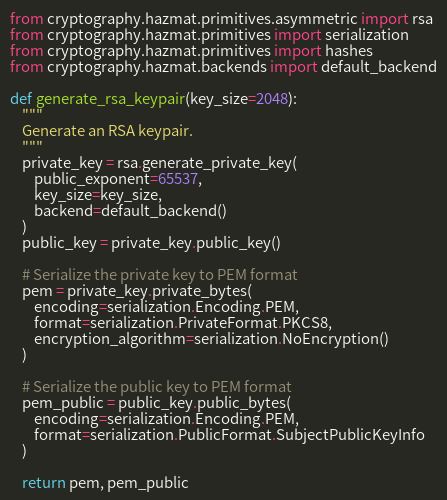 from cryptography.hazmat.primitives.asymmetric import rsa
from cryptography.hazmat.primitives import serialization
from cryptography.hazmat.primitives import hashes
from cryptography.hazmat.backends import default_backend

def generate_rsa_keypair(key_size=2048):
    """
    Generate an RSA keypair.
    """
    private_key = rsa.generate_private_key(
        public_exponent=65537,
        key_size=key_size,
        backend=default_backend()
    )
    public_key = private_key.public_key()

    # Serialize the private key to PEM format
    pem = private_key.private_bytes(
        encoding=serialization.Encoding.PEM,
        format=serialization.PrivateFormat.PKCS8,
        encryption_algorithm=serialization.NoEncryption()
    )

    # Serialize the public key to PEM format
    pem_public = public_key.public_bytes(
        encoding=serialization.Encoding.PEM,
        format=serialization.PublicFormat.SubjectPublicKeyInfo
    )

    return pem, pem_public